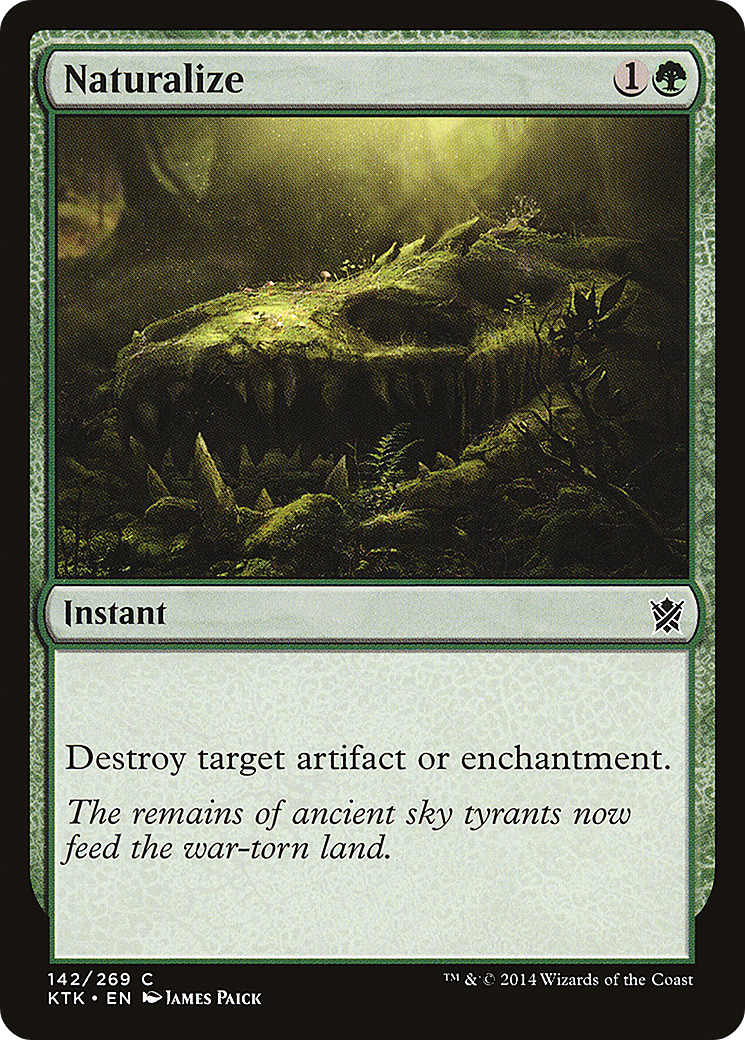 Naturalize 1
Instant
Destroy target artifact or enchantment.
The remains of ancient sky tyrants now
feed the war-torn land.
142/269 C
KTK • EN James Paick
™ & © 2014 Wizards of the Coast